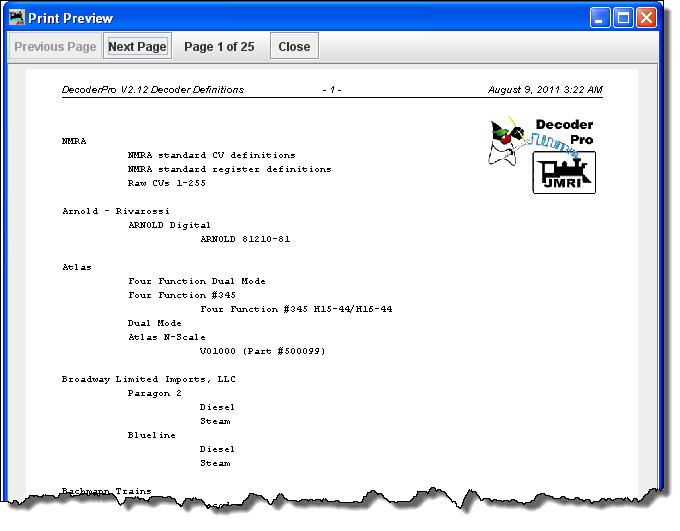 Print Preview
Previous Page Next Page Page 1 of 25 Close
DecoderPro V2.12 Decoder Definitions - 1 - August 9, 2011 3:22 AM
Decoder
Pro
JMRI
NMRA
NMRA standard CV definitions
NMRA standard register definitions
Raw CVs 1-255
Arnold - Rivarossi
ARNOLD Digital
ARNOLD 81210-81
Atlas
Four Function Dual Mode
Four Function #345
Four Function #345 H15-44/H16-44
Dual Mode
Atlas N-Scale
VO1000 (Part #500099)
Broadway Limited Imports, LLC
Paragon 2
Diesel
Steam
Blueline
Diesel
Steam
Bachmann Trains